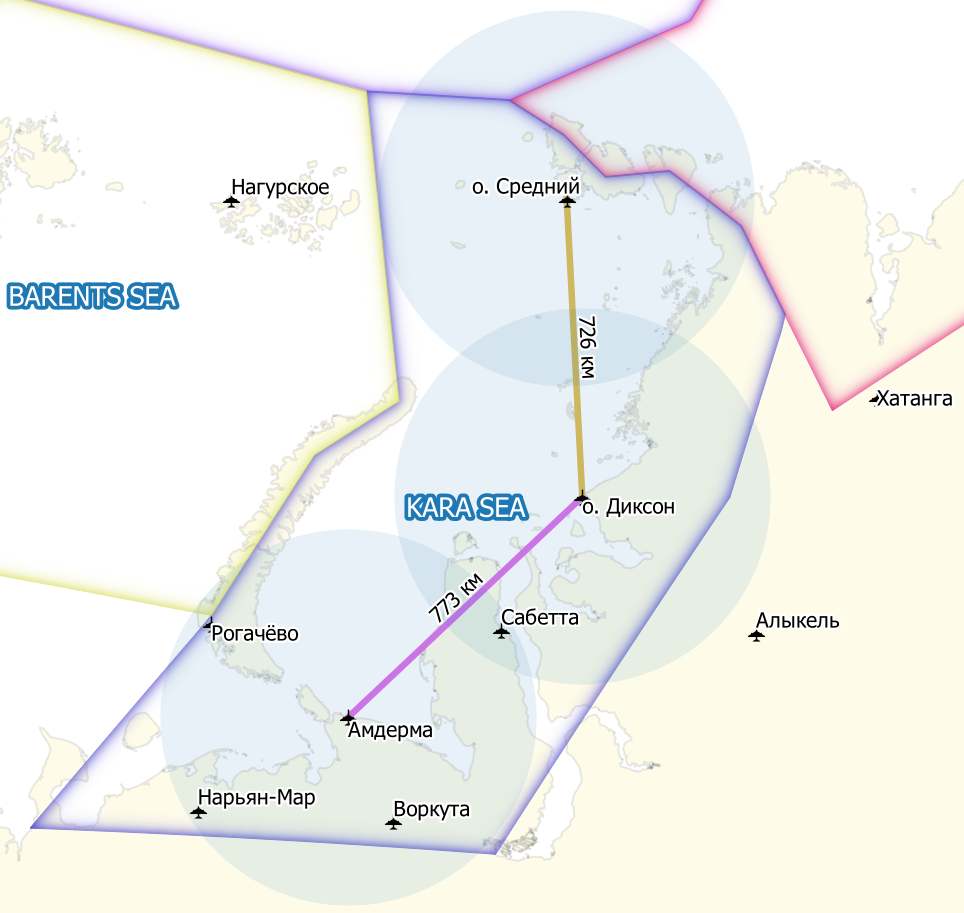 Нагурское
о. Средний
BARENTS SEA
726 км
Хатанга
KARA SEA
о. Диксон
773 км
Сабетта
Алыкель
Рогачёво
Амдерма
Нарьян-Мар
Воркута